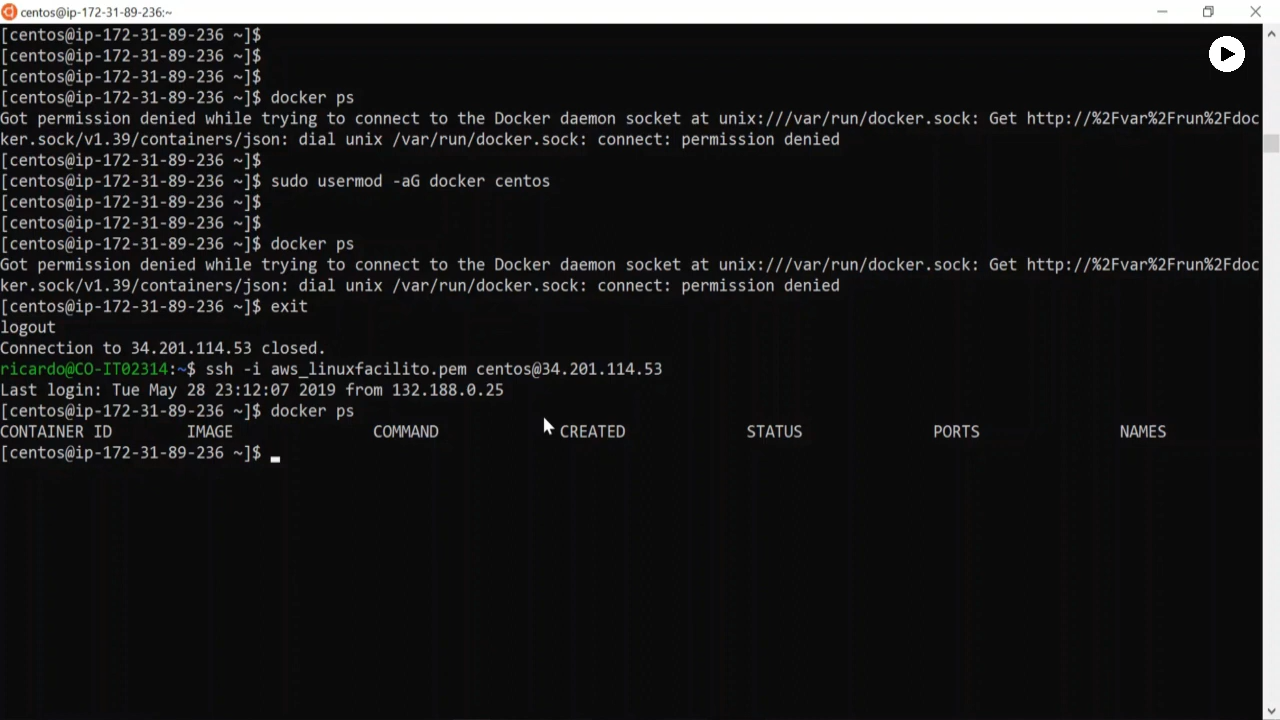 centos@ip-172-31-89-236:~
[centos@ip-172-31-89-236 ~]$
[centos@ip-172-31-89-236 ~]$
[centos@ip-172-31-89-236 ~]$
[centos@ip-172-31-89-236 ~]$ docker ps
Got permission denied while trying to connect to the Docker daemon socket at unix:///var/run/docker.sock: Get http://%2Fvar%2Frun%2Fdoc
ker.sock/v1.39/containers/json: dial unix /var/run/docker.sock: connect: permission denied
[centos@ip-172-31-89-236 ~]$
[centos@ip-172-31-89-236 ~]$ sudo usermod -aG docker centos
[centos@ip-172-31-89-236 ~]$
[centos@ip-172-31-89-236 ~]$
[centos@ip-172-31-89-236 ~]$ docker ps
Got permission denied while trying to connect to the Docker daemon socket at unix:///var/run/docker.sock: Get http://%2Fvar%2Frun%2Fdoc
ker.sock/v1.39/containers/json: dial unix /var/run/docker.sock: connect: permission denied
[centos@ip-172-31-89-236 ~]$ exit
logout
Connection to 34.201.114.53 closed.
ricardo@CO-IT02314:~$ ssh -i aws_linuxfacilito.pem centos@34.201.114.53
Last login: Tue May 28 23:12:07 2019 from 132.188.0.25
[centos@ip-172-31-89-236 ~]$ docker ps
CONTAINER ID        IMAGE               COMMAND             CREATED             STATUS              PORTS               NAMES
[centos@ip-172-31-89-236 ~]$